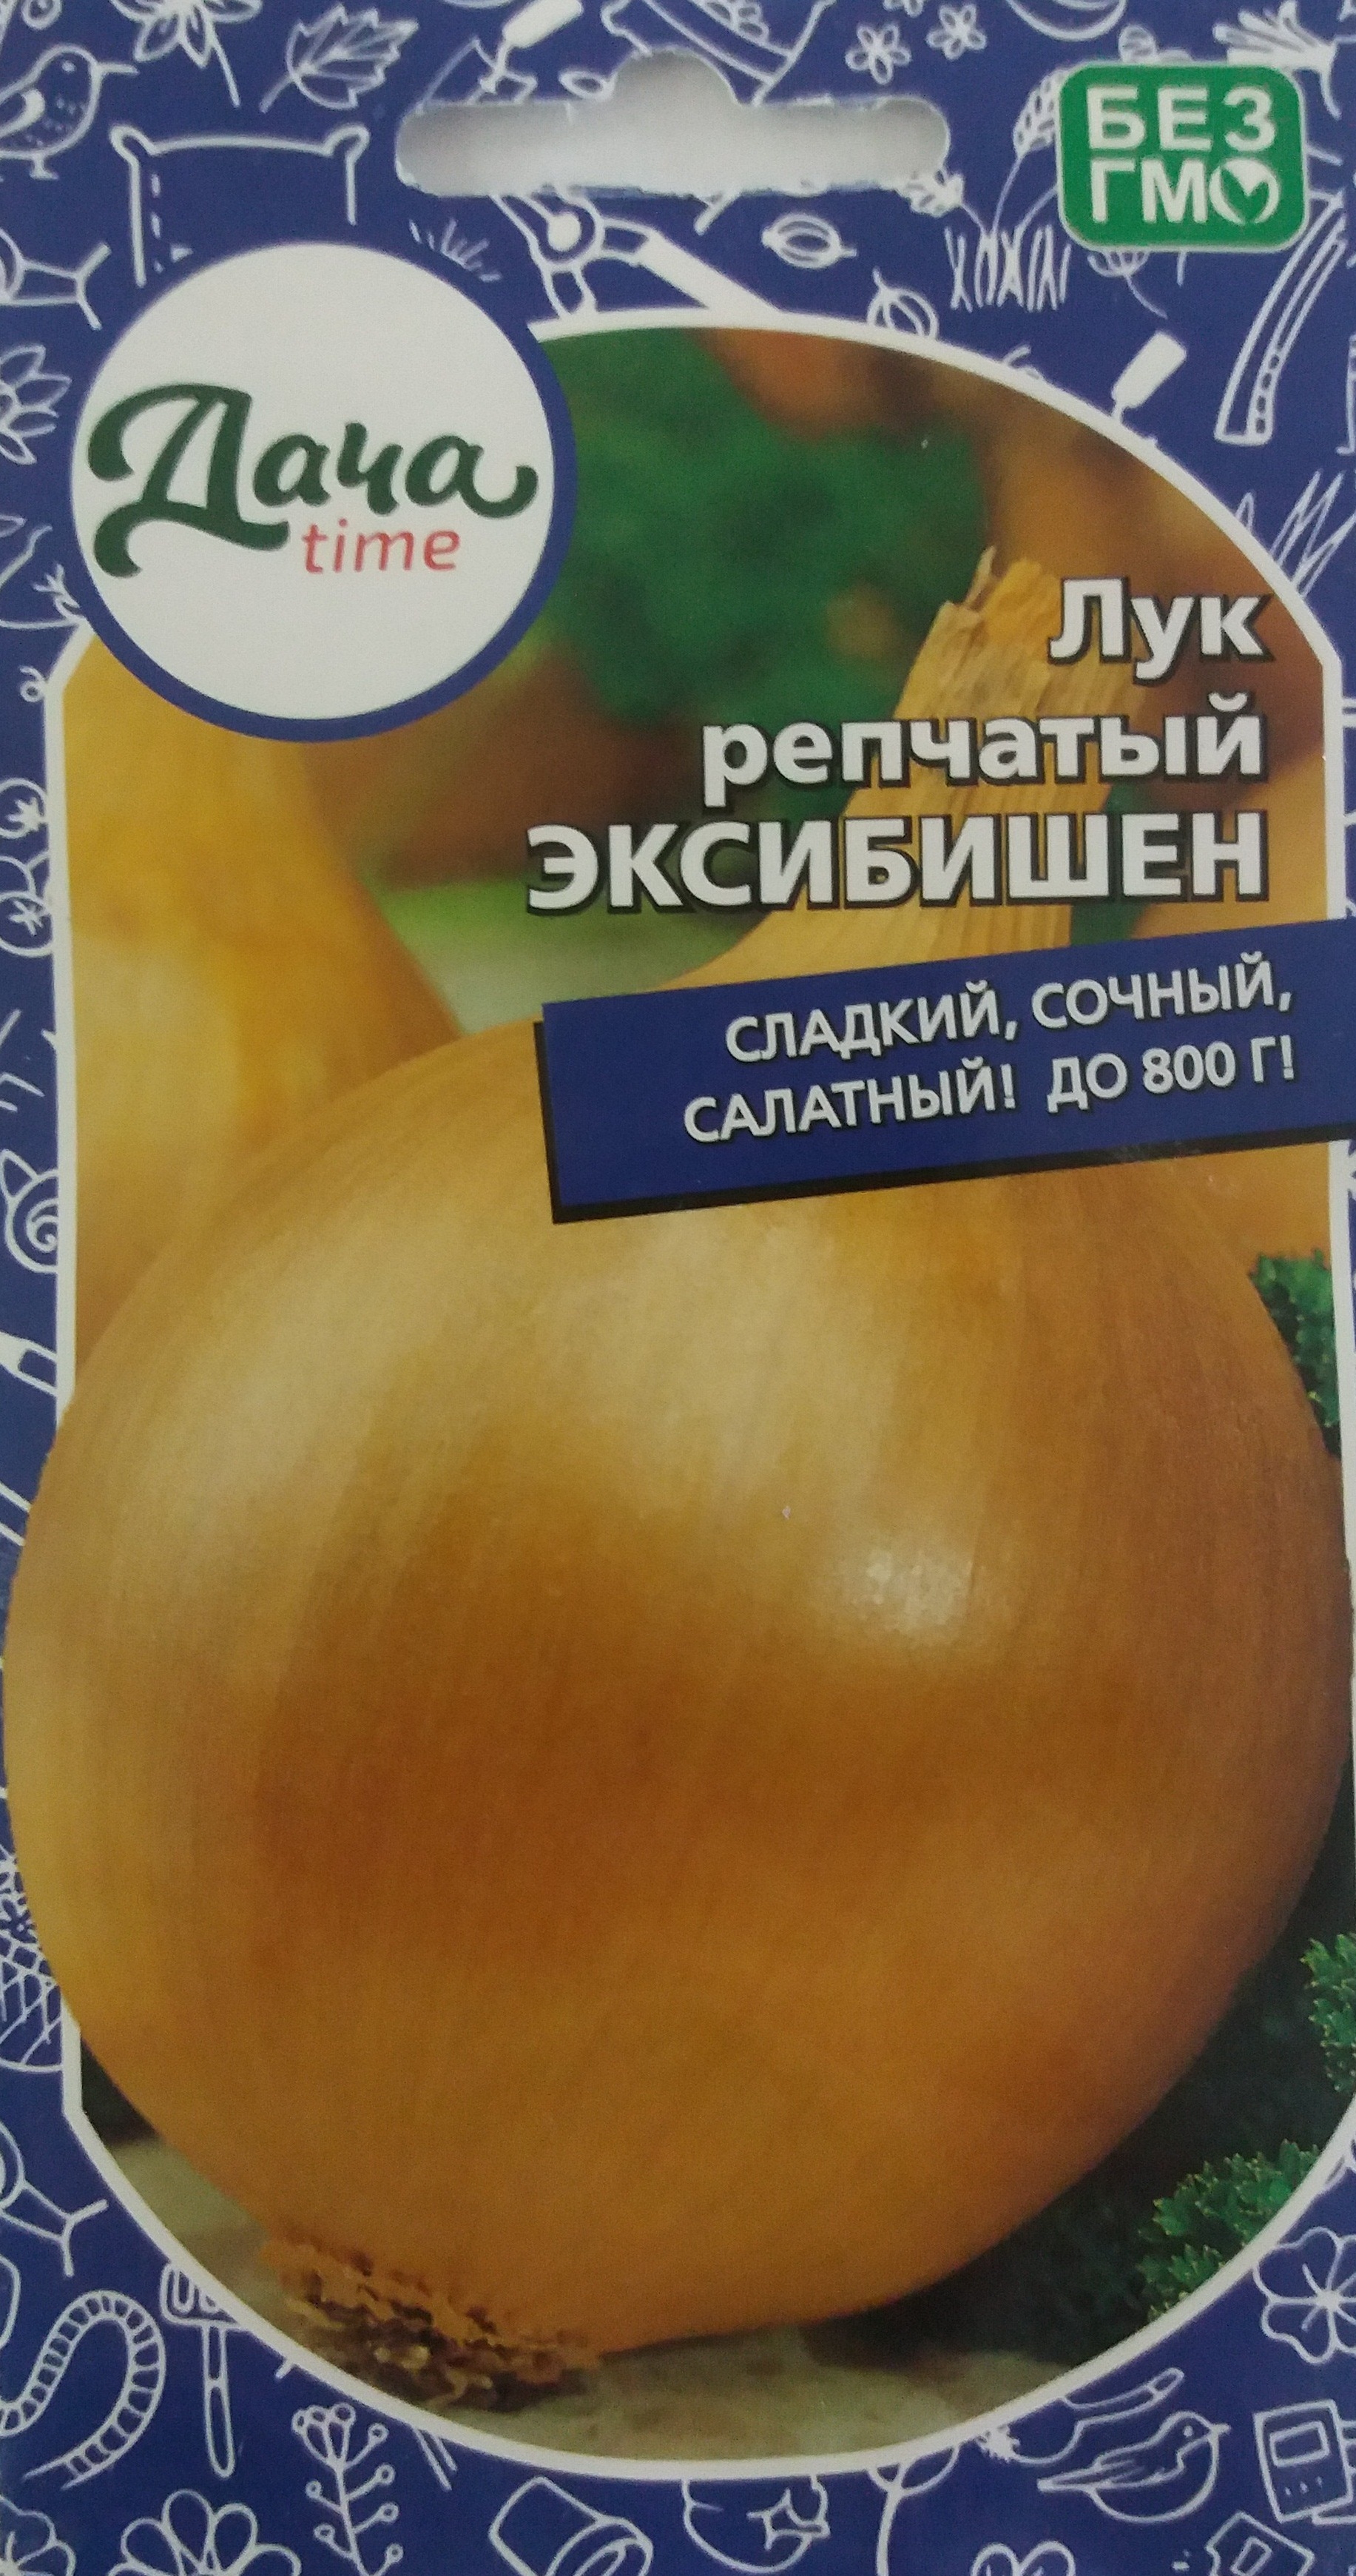 БЕЗ
ГМО
Дача
time
Лук
репчатый
ЭКСИБИШЕН
СЛАДКИЙ, СОЧНЫЙ,
САЛАТНЫЙ! ДО 800 Г!